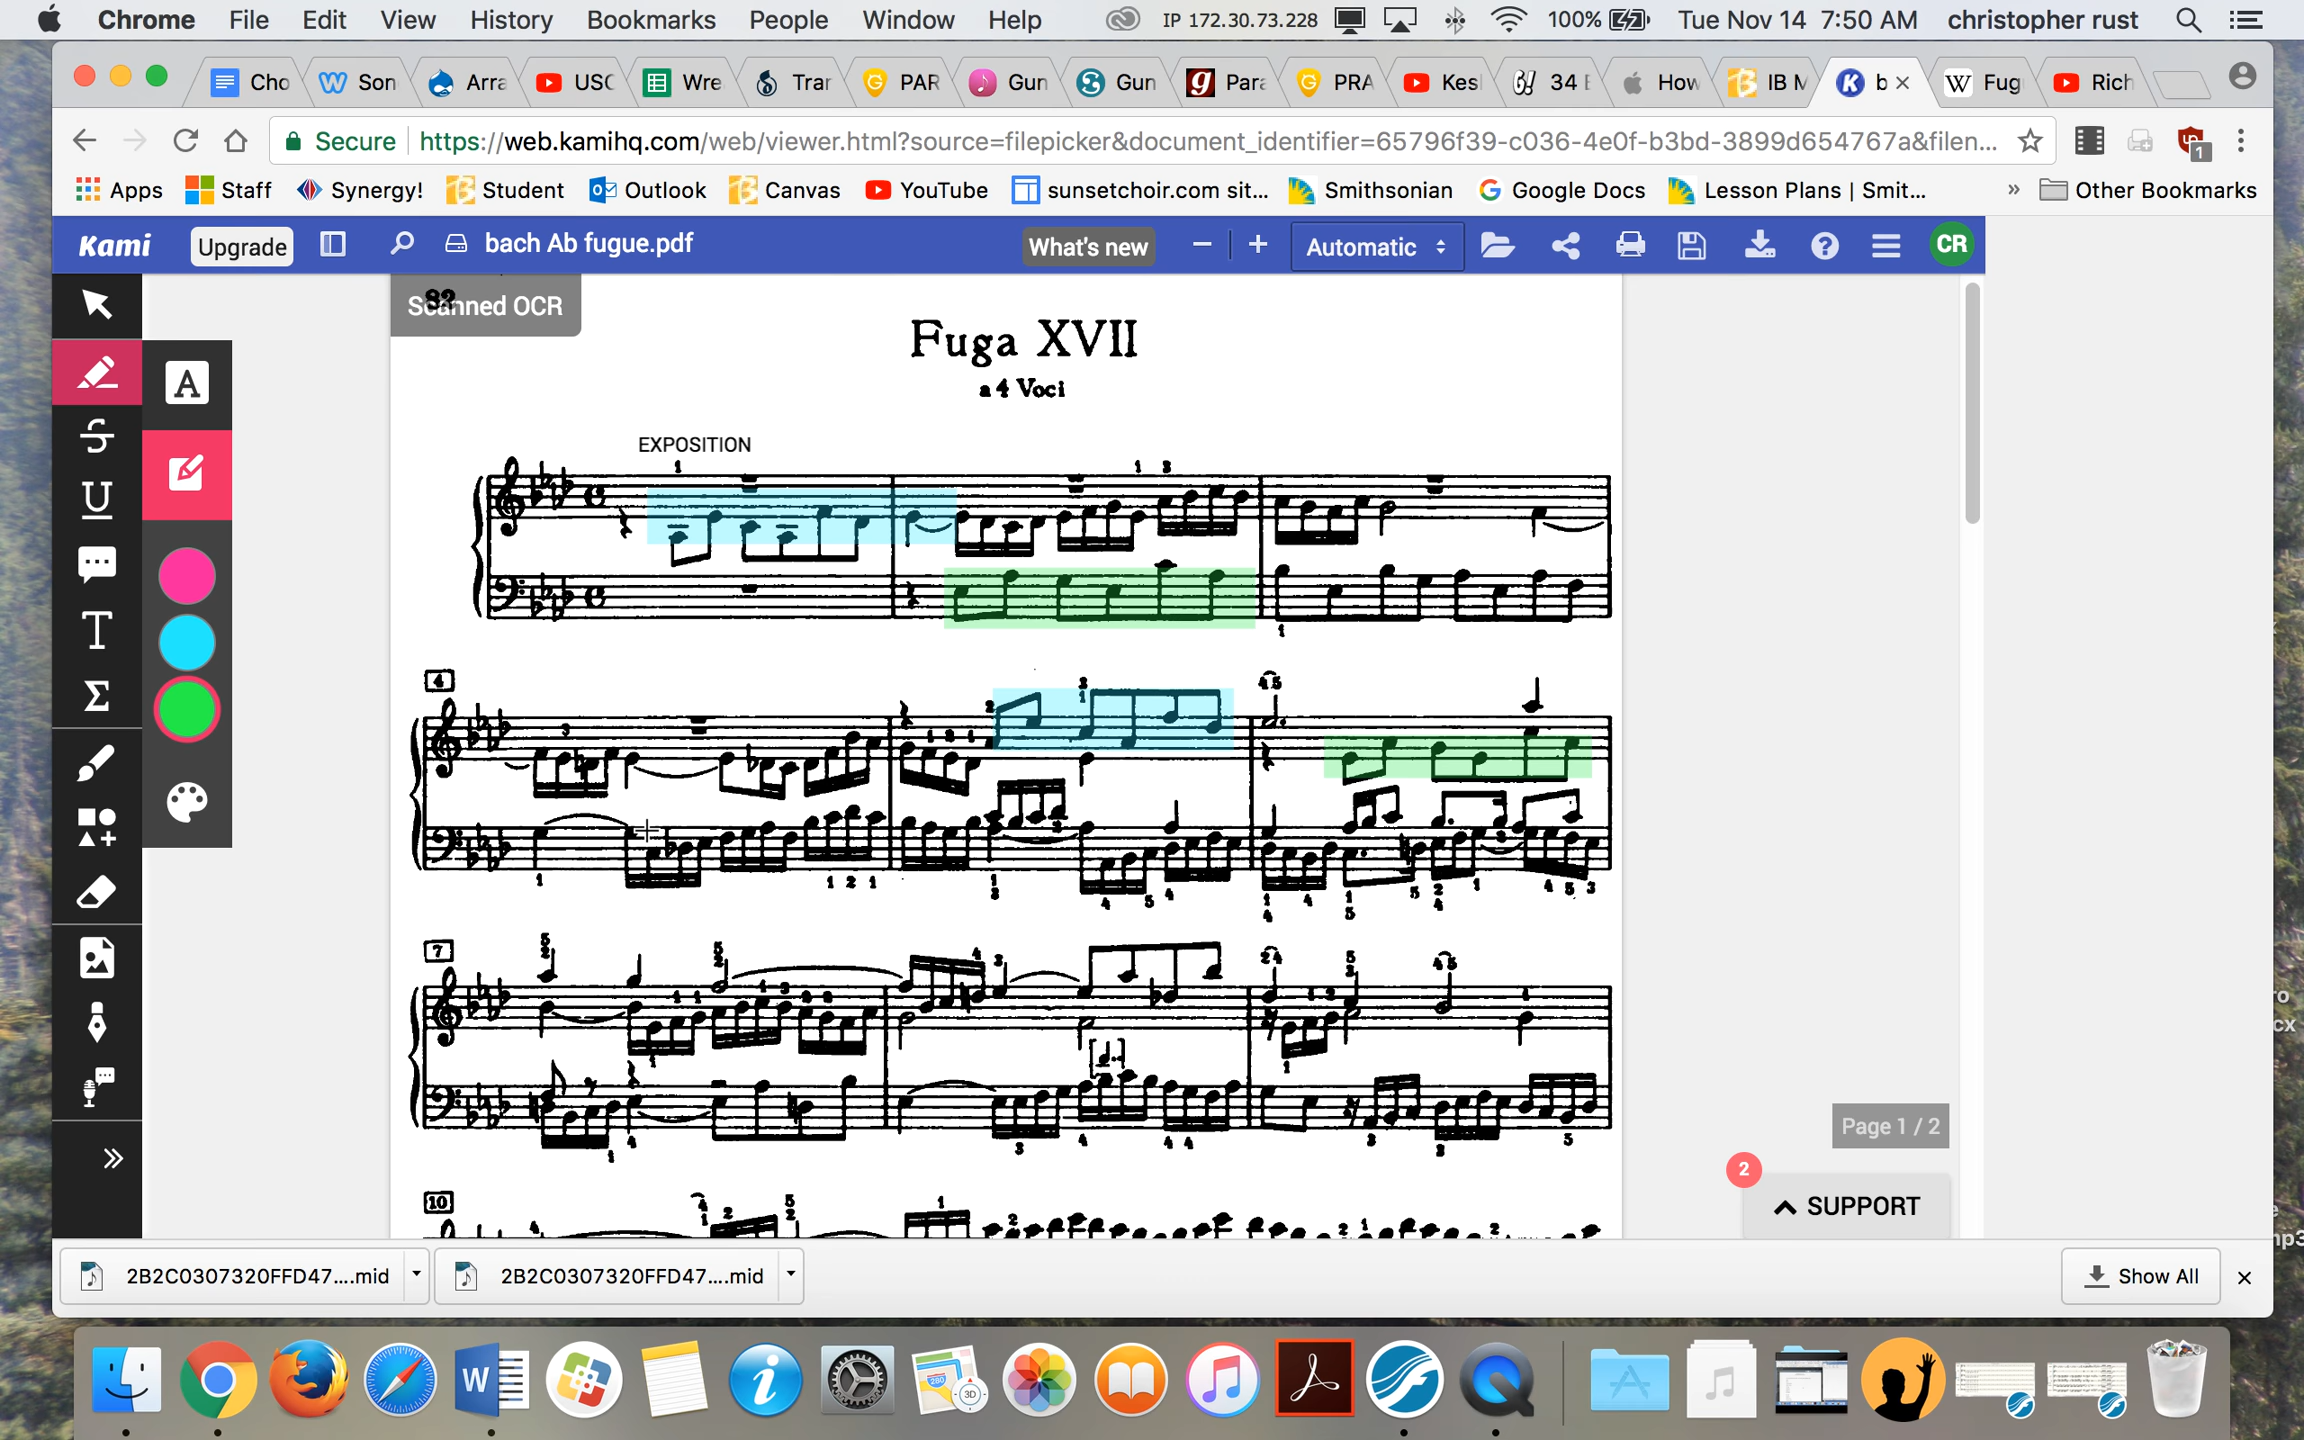 Chrome File Edit View History Bookmarks People Window Help IP 172.30.73.228 100% Tue Nov 14 7:50 AM christopher rust
Cho Son Arra USC Wre Trar PAR Gun Gun Para PRA Kesl 34 How IB M b Fug Rich
Secure https://web.kamihq.com/web/viewer.html?source=filepicker&document_identifier=65796f39-c036-4e0f-b3bd-3899d654767a&filen... 1
Apps Staff Synergy! Student Outlook Canvas YouTube sunsetchoir.com sit... Smithsonian Google Docs Lesson Plans | Smit... » Other Bookmarks
Kami Upgrade bach Ab fugue.pdf What's new Automatic CR
Scanned OCR
Fuga XVII
a 4 Voci
EXPOSITION
4
7
10
Page 1 / 2
2
SUPPORT
2B2C0307320FFD47....mid 2B2C0307320FFD47....mid Show All